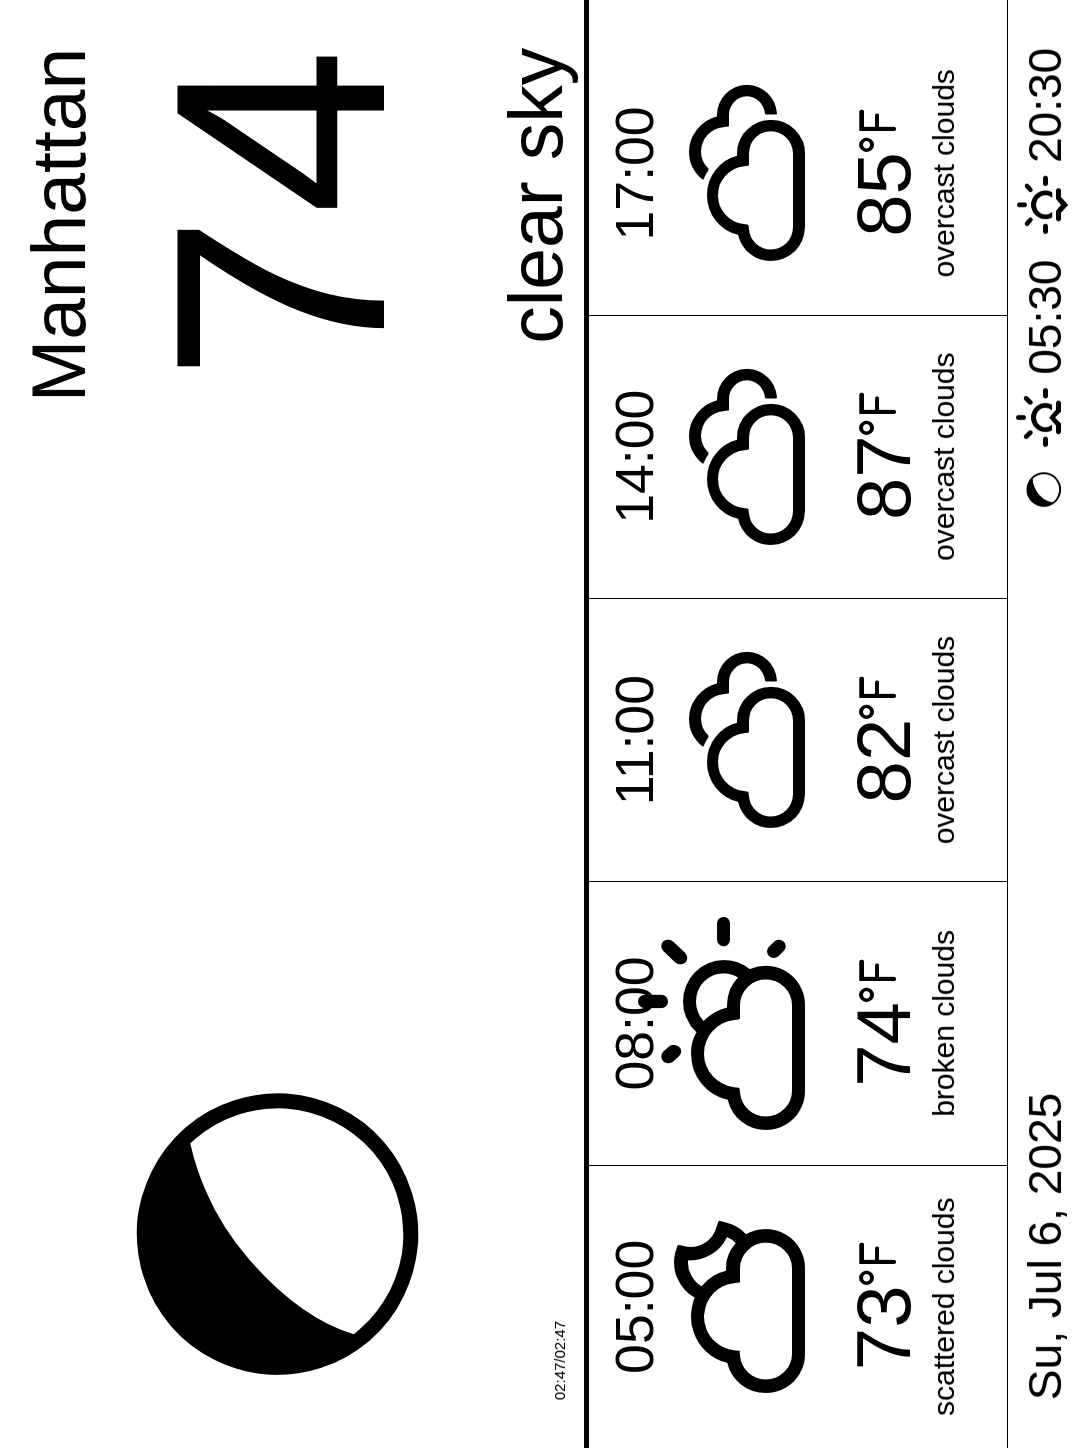 Manhattan
74
clear sky
02:47/02:47
05:00
73°F
scattered clouds
08:00
74°F
broken clouds
11:00
82°F
overcast clouds
14:00
87°F
overcast clouds
17:00
85°F
overcast clouds
Su, Jul 6, 2025
05:30
20:30